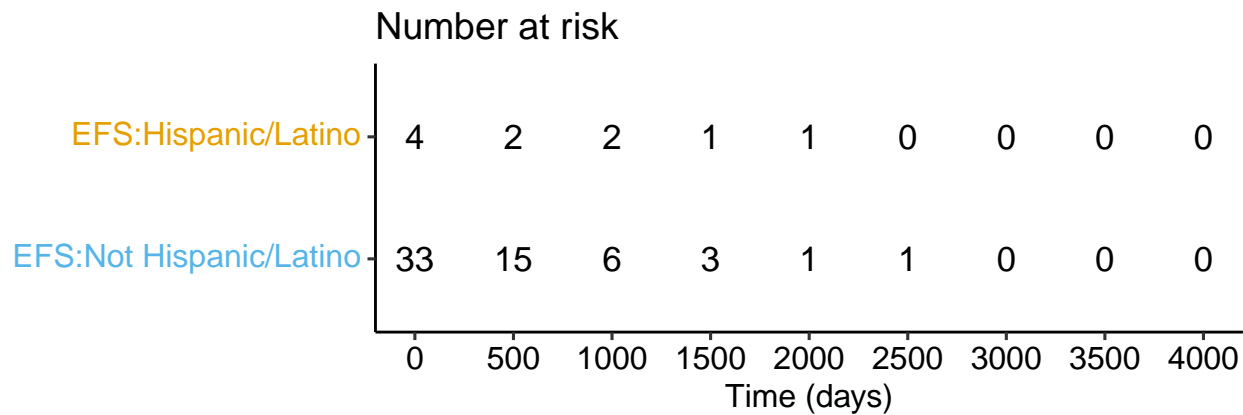 Number at risk
EFS:Hispanic/Latino 4 2 2 1 1 0 0 0 0
EFS:Not Hispanic/Latino 33 15 6 3 1 1 0 0 0
0 500 1000 1500 2000 2500 3000 3500 4000
Time (days)